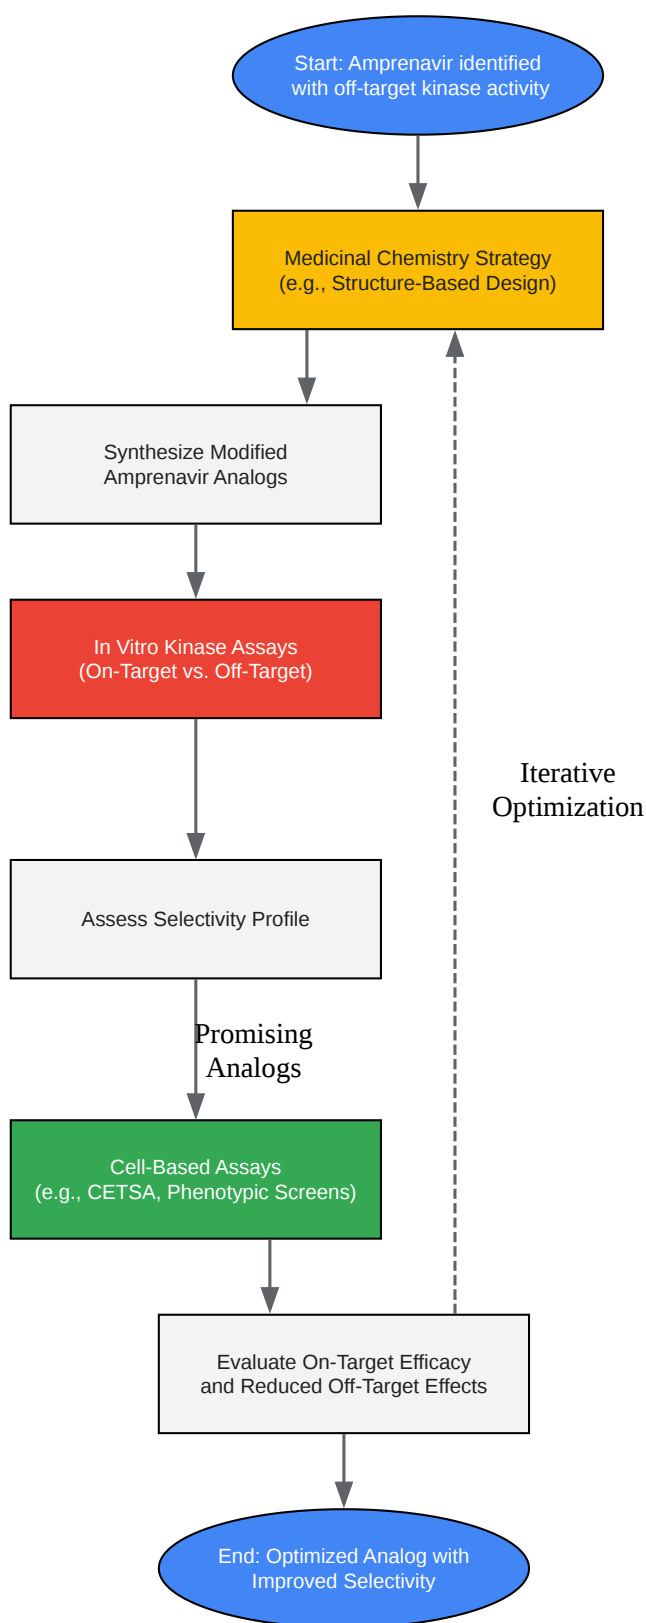 Start: Amprenavir identified
with off-target kinase activity
Medicinal Chemistry Strategy
(e.g., Structure-Based Design)
Synthesize Modified
Amprenavir Analogs
In Vitro Kinase Assays
(On-Target vs. Off-Target)
Iterative
Optimization
Assess Selectivity Profile
Promising
Analogs
Cell-Based Assays
(e.g., CETSA, Phenotypic Screens)
Evaluate On-Target Efficacy
and Reduced Off-Target Effects
End: Optimized Analog with
Improved Selectivity